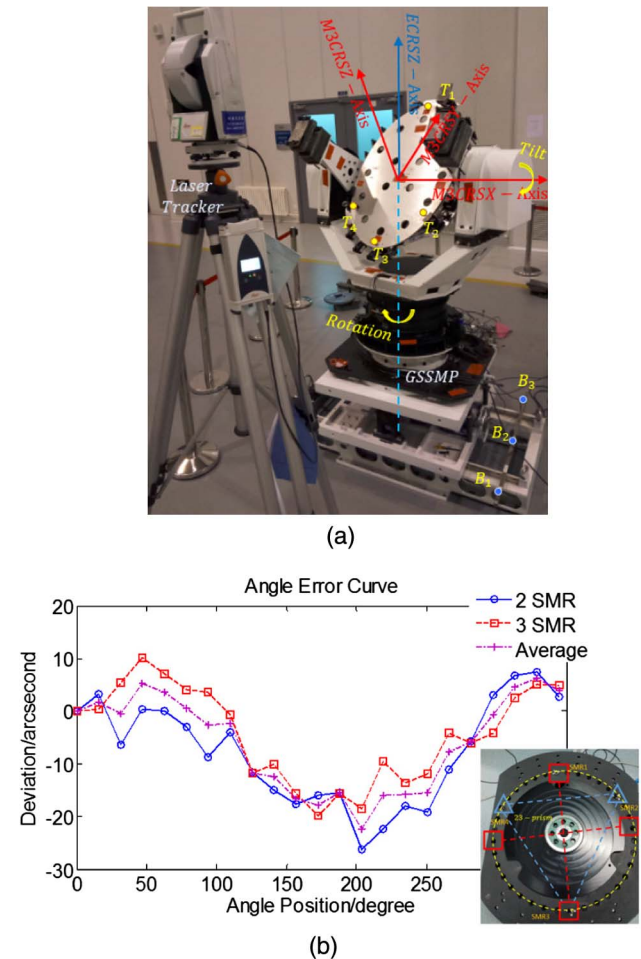 M3CRSZ - Axis
ECRSZ - Axis
T1
M3CRSY - Axis
Tilt
M3CRSX - Axis
Laser
Tracker
T4
T2
T3
Rotation
GSSMP
B3
B2
B1
(a)
Angle Error Curve
2 SMR
3 SMR
Average
20
10
0
-10
-20
-30
Deviation/arcsecond
0
50
100
150
200
250
Angle Position/degree
SMR1
SMR2
23 - prism
SMR3
(b)